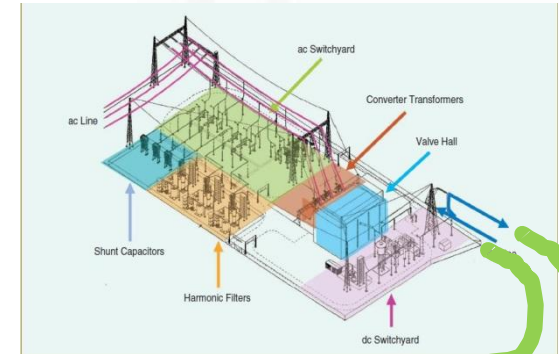 ac Switchyard
Converter Transformers
ac Line
Valve Hall
Shunt Capacitors
Harmonic Filters
dc Switchyard